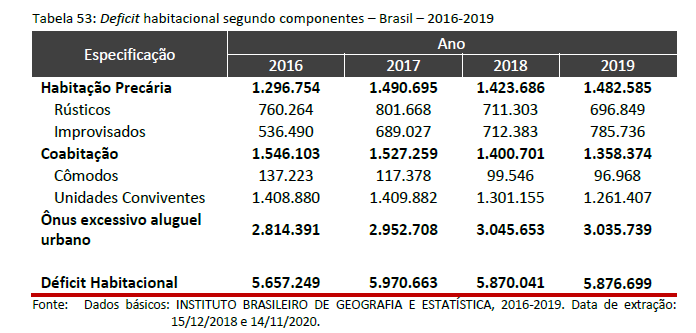 Tabela 53: Deficit habitacional segundo componentes – Brasil – 2016-2019
Especificação Ano
2016 2017 2018 2019
Habitação Precária 1.296.754 1.490.695 1.423.686 1.482.585
Rústicos 760.264 801.668 711.303 696.849
Improvisados 536.490 689.027 712.383 785.736
Coabitação 1.546.103 1.527.259 1.400.701 1.358.374
Cômodos 137.223 117.378 99.546 96.968
Unidades Conviventes 1.408.880 1.409.882 1.301.155 1.261.407
Ônus excessivo aluguel
urbano 2.814.391 2.952.708 3.045.653 3.035.739
Déficit Habitacional 5.657.249 5.970.663 5.870.041 5.876.699
Fonte: Dados básicos: INSTITUTO BRASILEIRO DE GEOGRAFIA E ESTATÍSTICA, 2016-2019. Data de extração:
15/12/2018 e 14/11/2020.